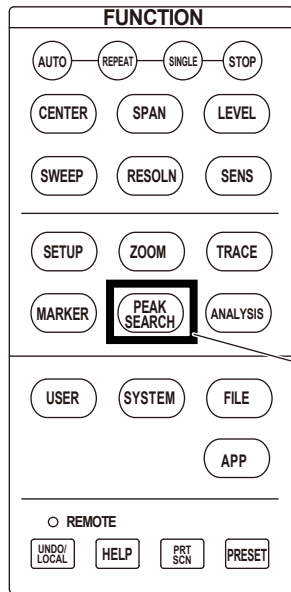 FUNCTION
AUTO REPEAT SINGLE STOP
CENTER SPAN LEVEL
SWEEP RESOLN SENS
SETUP ZOOM TRACE
MARKER PEAK SEARCH ANALYSIS
USER SYSTEM FILE
APP
REMOTE
UNDO/LOCAL HELP PRT SCN PRESET